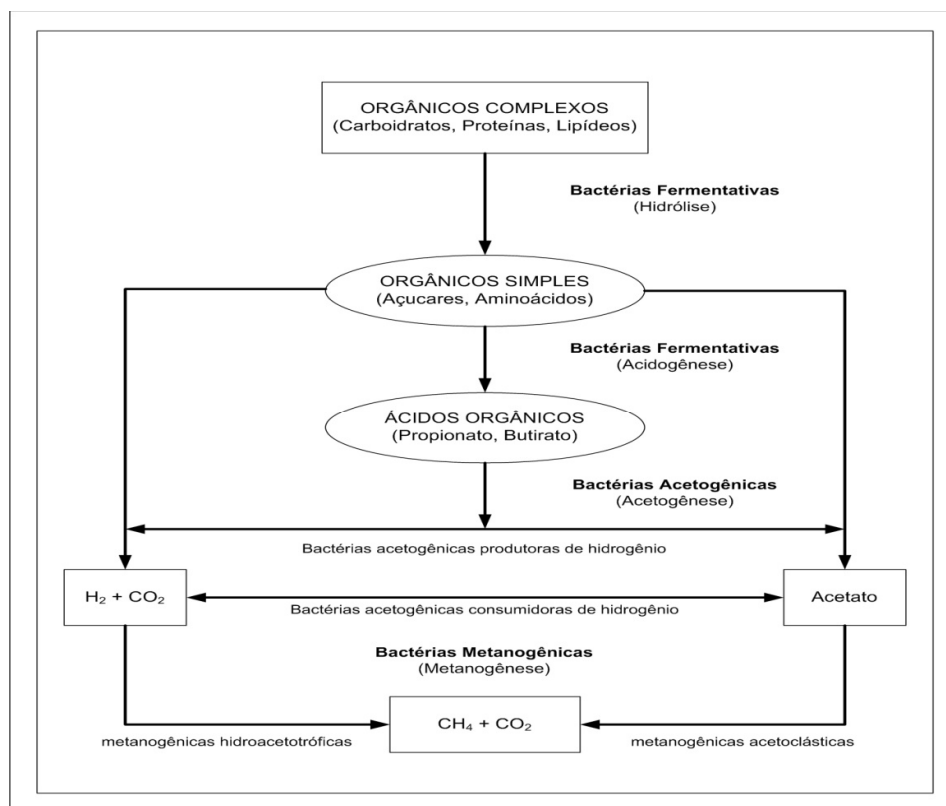 ORGÂNICOS COMPLEXOS
(Carboidratos, Proteínas, Lipídeos)
Bactérias Fermentativas
(Hidrólise)
ORGÂNICOS SIMPLES
(Açucares, Aminoácidos)
Bactérias Fermentativas
(Acidogênese)
ÁCIDOS ORGÂNICOS
(Propionato, Butirato)
Bactérias Acetogênicas
(Acetogênese)
Bactérias acetogênicas produtoras de hidrogênio
H₂ + CO₂
Acetato
Bactérias acetogênicas consumidoras de hidrogênio
Bactérias Metanogênicas
(Metanogênese)
CH₄ + CO₂
metanogênicas hidroacetotróficas
metanogênicas acetoclásticas